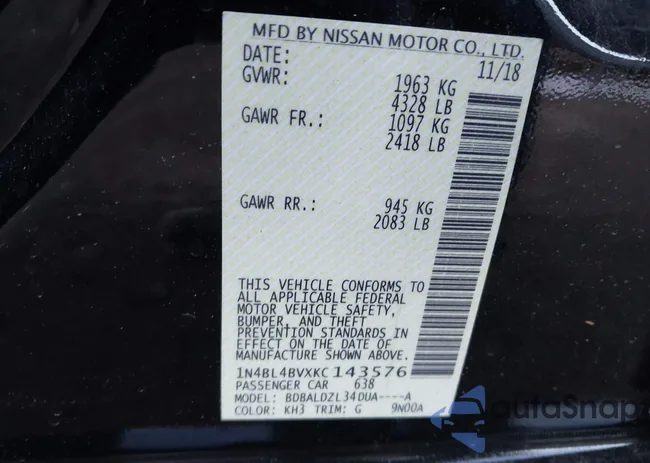 MFD BY NISSAN MOTOR CO., LTD.
DATE: 11/18
GVWR: 1963 KG
4328 LB
GAWR FR.: 1097 KG
2418 LB
GAWR RR.: 945 KG
2083 LB
THIS VEHICLE CONFORMS TO
ALL APPLICABLE FEDERAL
MOTOR VEHICLE SAFETY,
BUMPER, AND THEFT
PREVENTION STANDARDS IN
EFFECT ON THE DATE OF
MANUFACTURE SHOWN ABOVE.
1N4BL4BVXKC143576
PASSENGER CAR 638
MODEL: BDBALDZL34DUA----A
COLOR: KH3 TRIM: G 9N00A
autoSnap